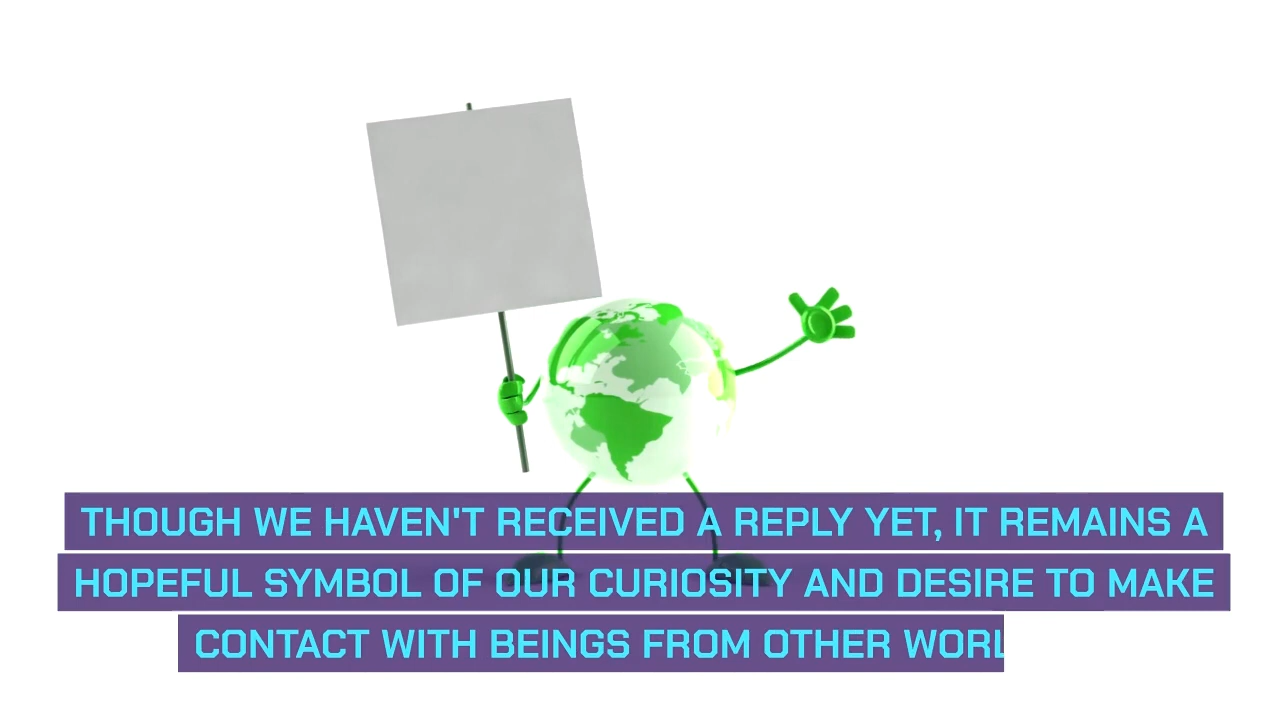 THOUGH WE HAVEN'T RECEIVED A REPLY YET, IT REMAINS A
HOPEFUL SYMBOL OF OUR CURIOSITY AND DESIRE TO MAKE
CONTACT WITH BEINGS FROM OTHER WORL